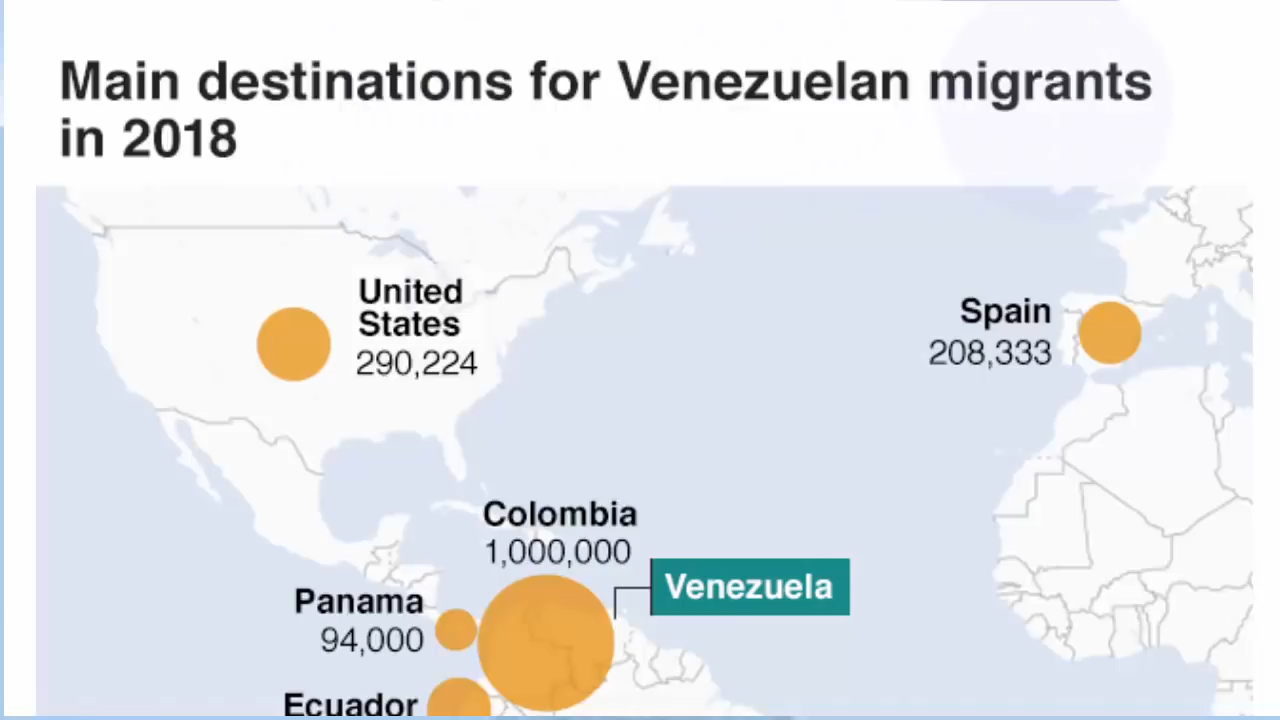 Main destinations for Venezuelan migrants
in 2018
United
States
290,224
Spain
208,333
Colombia
1,000,000
Venezuela
Panama
94,000
Ecuador